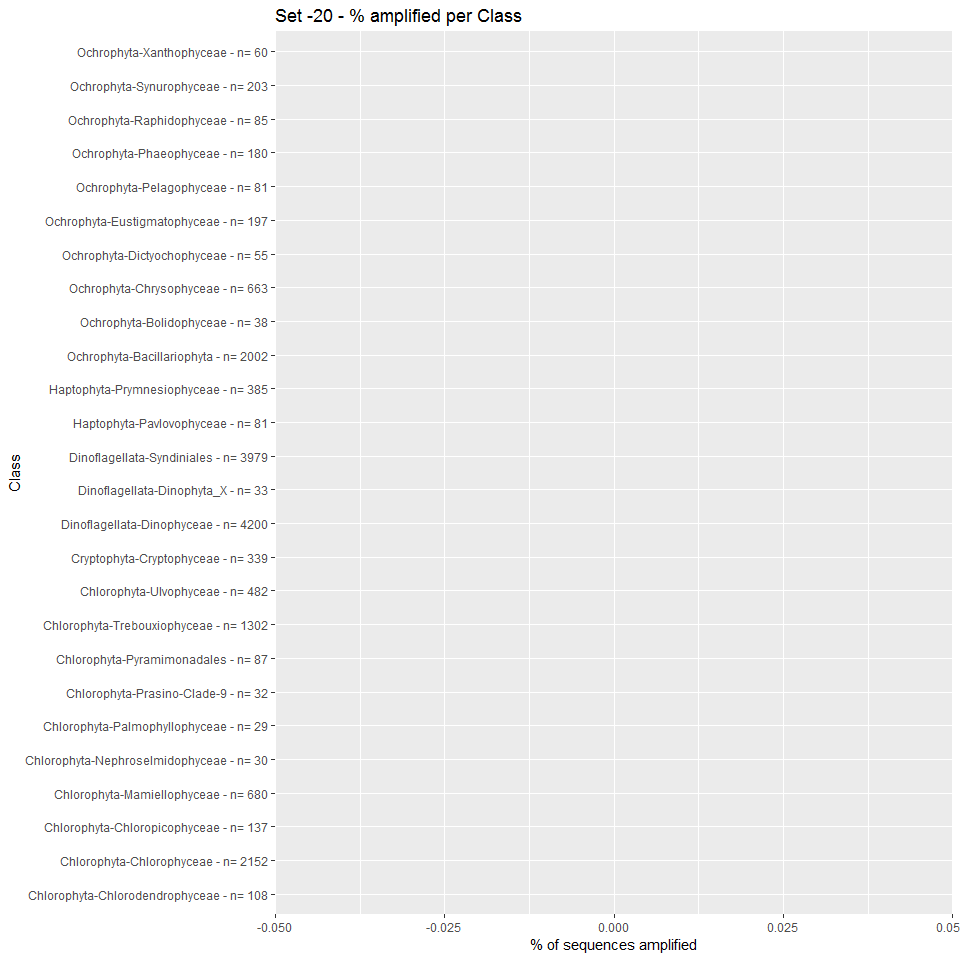 Set -20 - % amplified per Class
Ochrophyta-Xanthophyceae - n= 60
Ochrophyta-Synurophyceae - n= 203
Ochrophyta-Raphidophyceae - n= 85
Ochrophyta-Phaeophyceae - n= 180
Ochrophyta-Pelagophyceae - n= 81
Ochrophyta-Eustigmatophyceae - n= 197
Ochrophyta-Dictyochophyceae - n= 55
Ochrophyta-Chrysophyceae - n= 663
Ochrophyta-Bolidophyceae - n= 38
Ochrophyta-Bacillariophyta - n= 2002
Haptophyta-Prymnesiophyceae - n= 385
Haptophyta-Pavlovophyceae - n= 81
Dinoflagellata-Syndiniales - n= 3979
Dinoflagellata-Dinophyta_X - n= 33
Dinoflagellata-Dinophyceae - n= 4200
Cryptophyta-Cryptophyceae - n= 339
Chlorophyta-Ulvophyceae - n= 482
Chlorophyta-Trebouxiophyceae - n= 1302
Chlorophyta-Pyramimonadales - n= 87
Chlorophyta-Prasino-Clade-9 - n= 32
Chlorophyta-Palmophyllophyceae - n= 29
Chlorophyta-Nephroselmidophyceae - n= 30
Chlorophyta-Mamiellophyceae - n= 680
Chlorophyta-Chloropicophyceae - n= 137
Chlorophyta-Chlorophyceae - n= 2152
Chlorophyta-Chlorodendrophyceae - n= 108
Class
-0.050 -0.025 0.000 0.025 0.05
% of sequences amplified